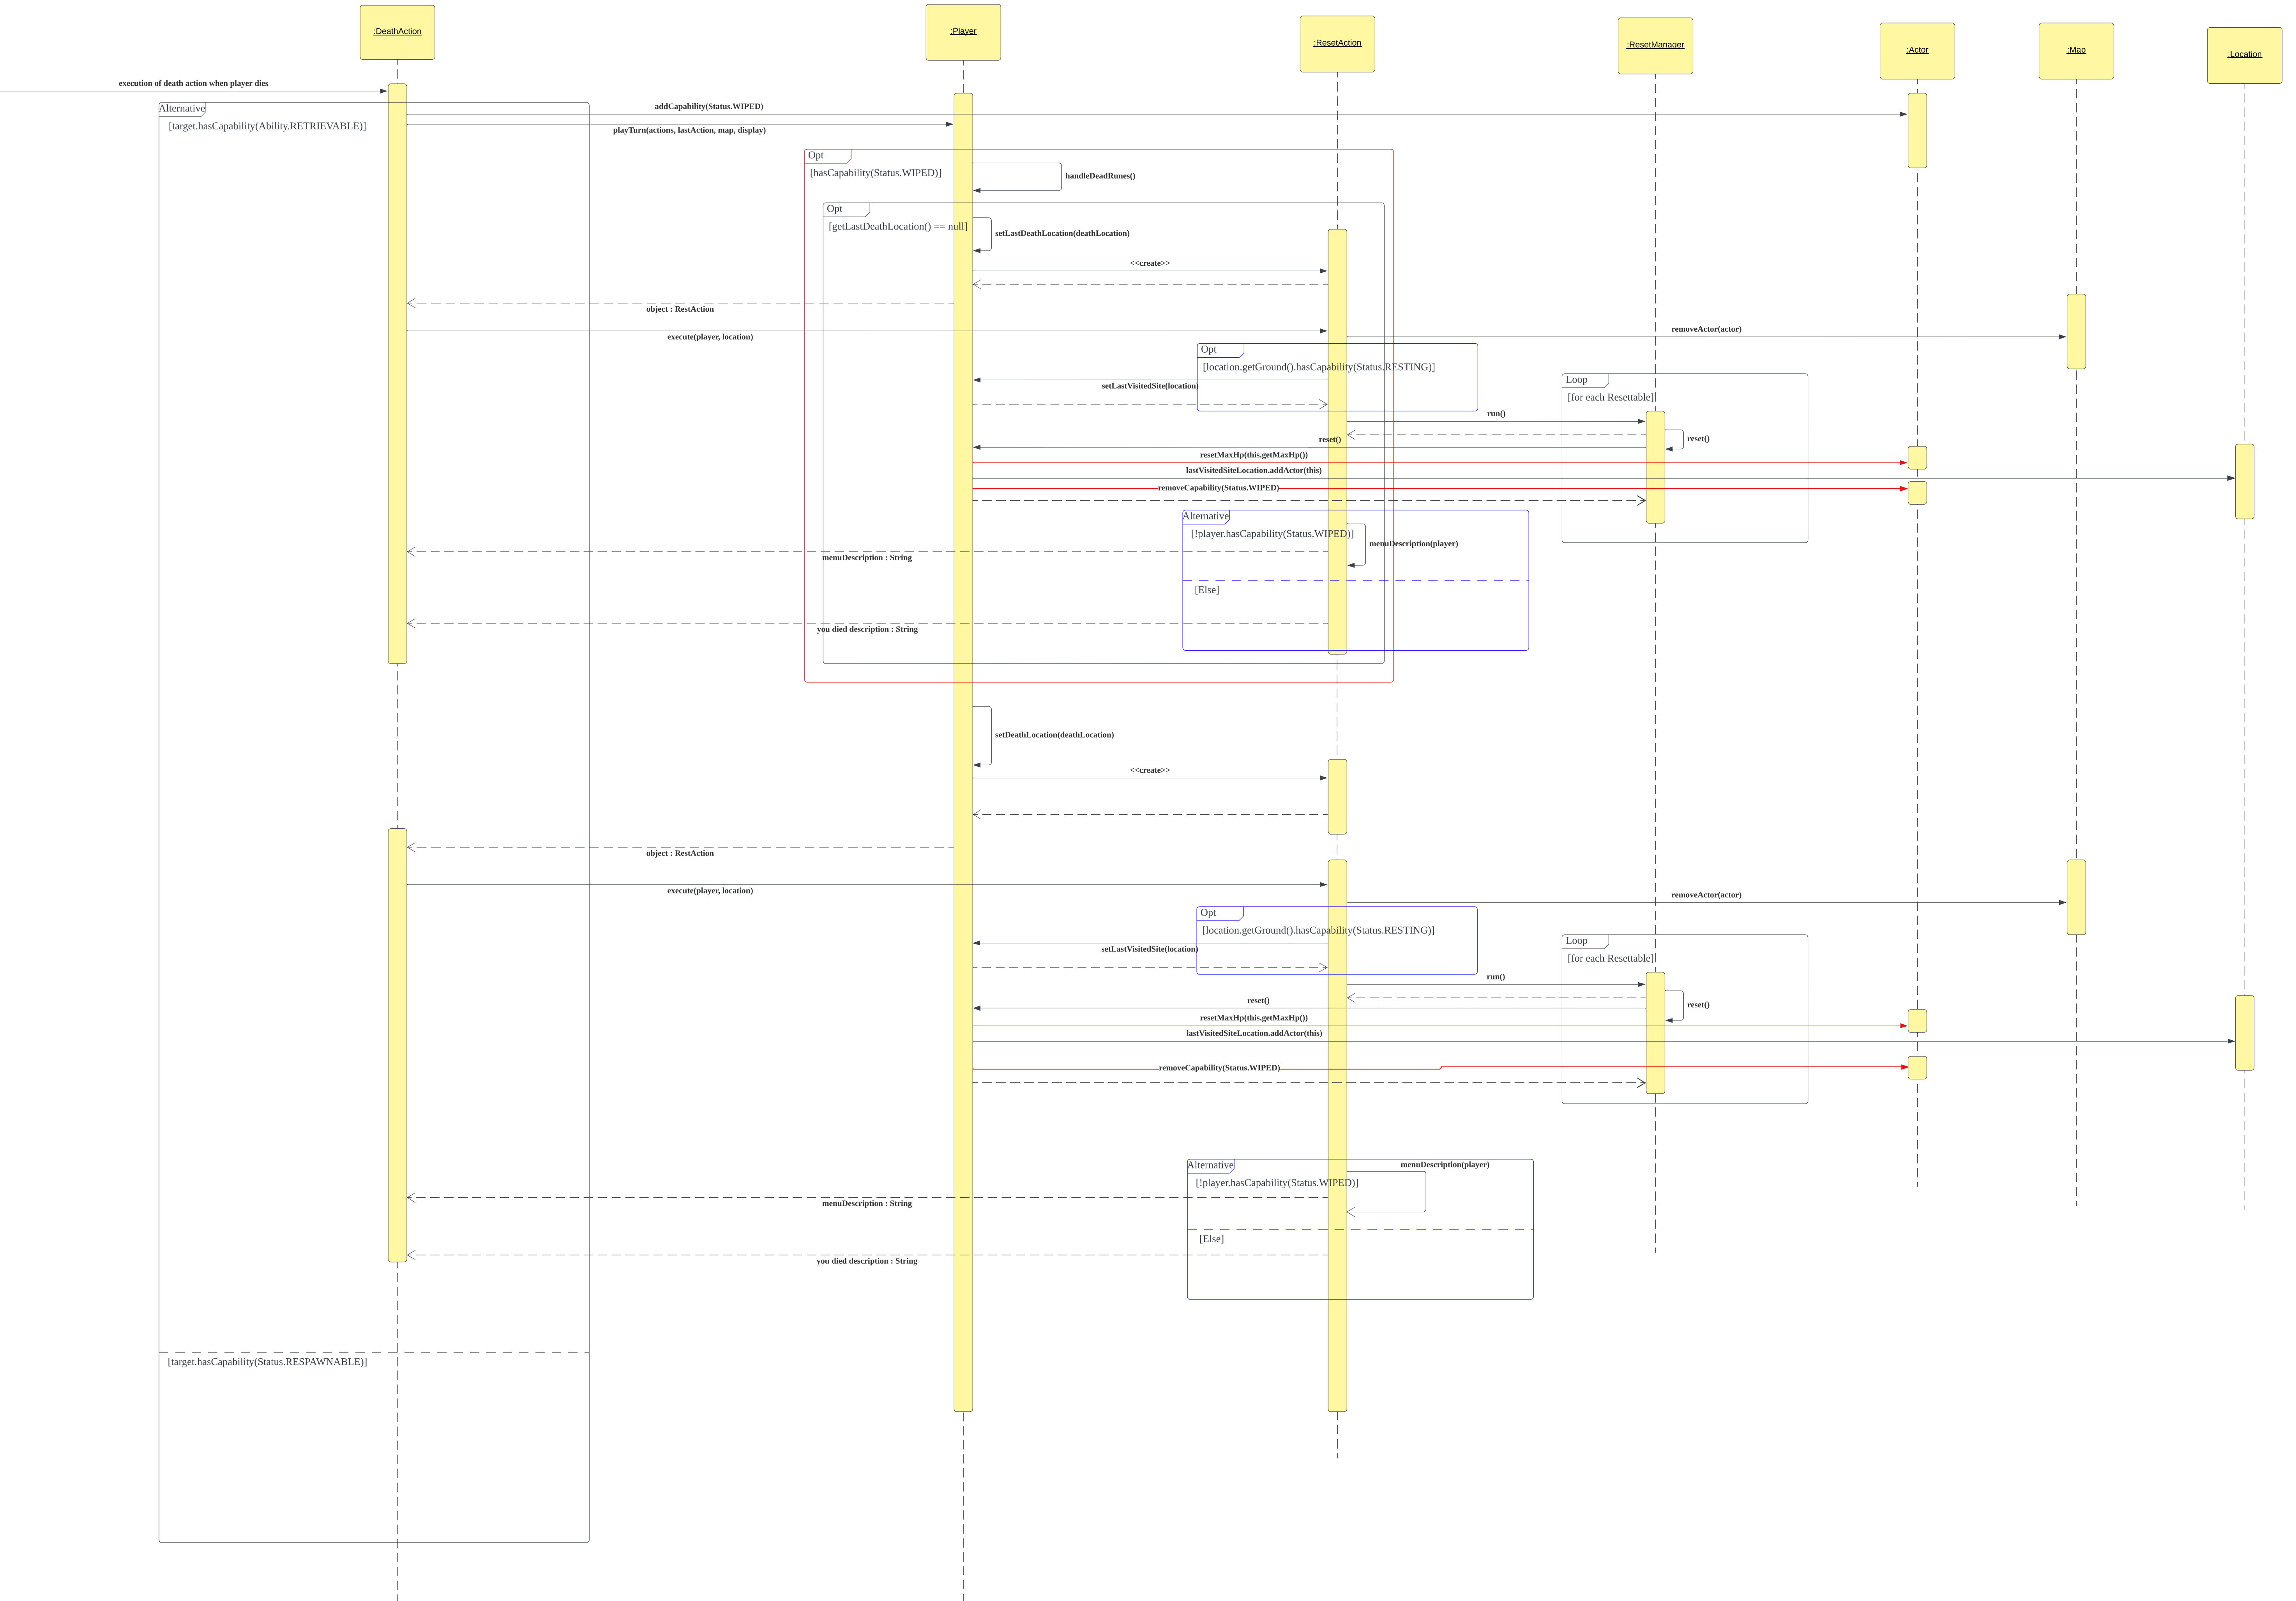 :DeathAction
:Player
:ResetAction
:ResetManager
:Actor
:Map
:Location
execution of death action when player dies
Alternative
[target.hasCapability(Ability.RETRIEVABLE)]
addCapability(Status.WIPED)
playTurn(actions, lastAction, map, display)
Opt
[hasCapability(Status.WIPED)]
handleDeadRunes()
Opt
[getLastDeathLocation() == null]
setLastDeathLocation(deathLocation)
<<create>>
object : RestAction
execute(player, location)
removeActor(actor)
Opt
[location.getGround().hasCapability(Status.RESTING)]
setLastVisitedSite(location)
Loop
[for each Resettable]
run()
reset()
reset()
resetMaxHp(this.getMaxHp())
lastVisitedSiteLocation.addActor(this)
removeCapability(Status.WIPED)
Alternative
[!player.hasCapability(Status.WIPED)]
menuDescription(player)
menuDescription : String
[Else]
you died description : String
setDeathLocation(deathLocation)
<<create>>
object : RestAction
execute(player, location)
removeActor(actor)
Opt
[location.getGround().hasCapability(Status.RESTING)]
setLastVisitedSite(location)
Loop
[for each Resettable]
run()
reset()
reset()
resetMaxHp(this.getMaxHp())
lastVisitedSiteLocation.addActor(this)
removeCapability(Status.WIPED)
Alternative
menuDescription(player)
[!player.hasCapability(Status.WIPED)]
menuDescription : String
[Else]
you died description : String
[target.hasCapability(Status.RESPAWNABLE)]